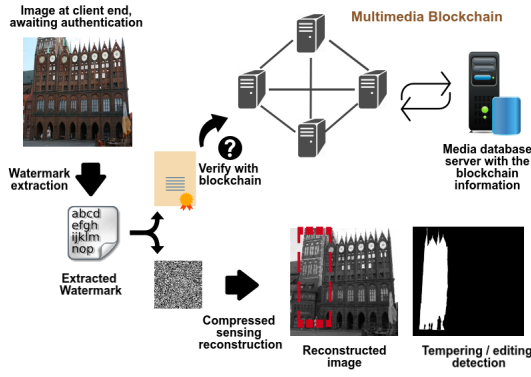 Image at client end,
awaiting authentication
Multimedia Blockchain
Watermark
extraction
Verify with
blockchain
?
Media database
server with the
blockchain
information
abcd
efgh
ijklm
nop
Extracted
Watermark
Compressed
sensing
reconstruction
Reconstructed
image
Tempering / editing
detection